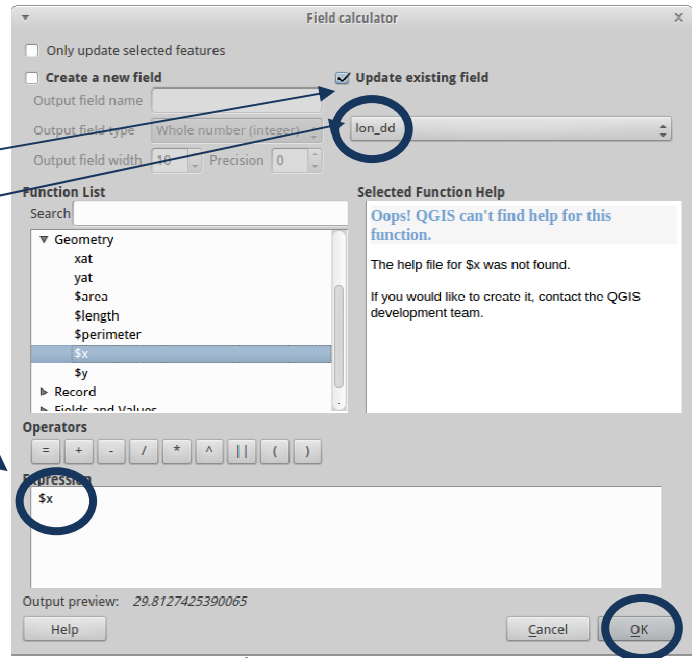 Field calculator
Only update selected features
Create a new field
Update existing field
Output field name
Output field type Whole number (integer)
lon_dd
Output field width 10 Precision 0
Function List
Selected Function Help
Search
Geometry
xat
yat
$area
$length
$perimeter
$x
$y
Record
Fields and Values
Oops! QGIS can't find help for this
function.
The help file for $x was not found.
If you would like to create it, contact the QGIS
development team.
Operators
= + - / * ^ || ( )
Expression
$x
Output preview: 29.8127425390065
Help
Cancel
OK